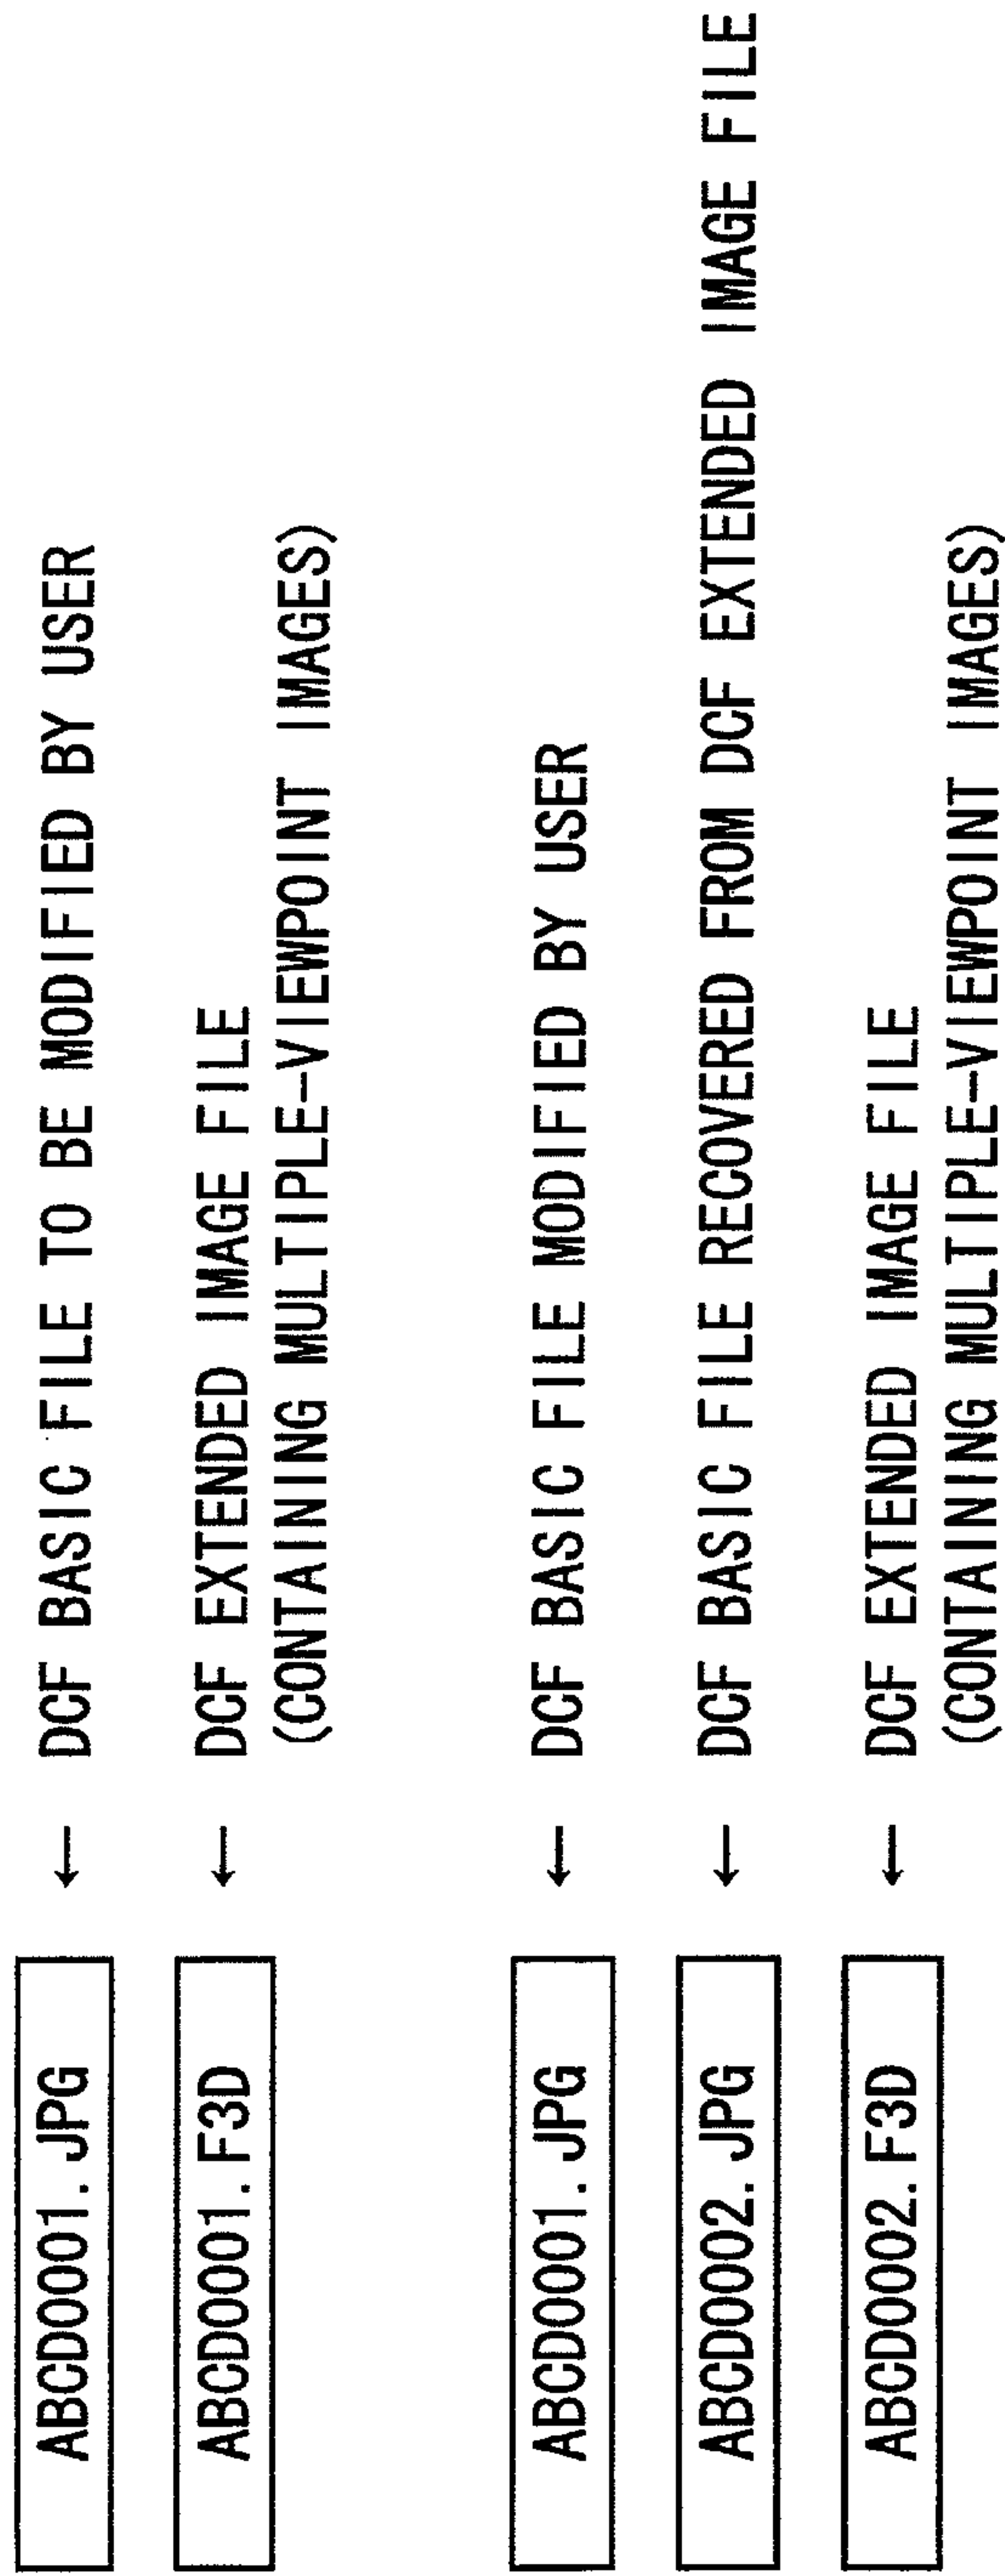 ABCD0001. JPG ← DCF BASIC FILE TO BE MODIFIED BY USER
ABCD0001. F3D ← DCF EXTENDED IMAGE FILE
(CONTAINING MULTIPLE-VIEWPOINT IMAGES)
ABCD0001. JPG ← DCF BASIC FILE MODIFIED BY USER
ABCD0002. JPG ← DCF BASIC FILE RECOVERED FROM DCF EXTENDED IMAGE FILE
ABCD0002. F3D ← DCF EXTENDED IMAGE FILE
(CONTAINING MULTIPLE-VIEWPOINT IMAGES)